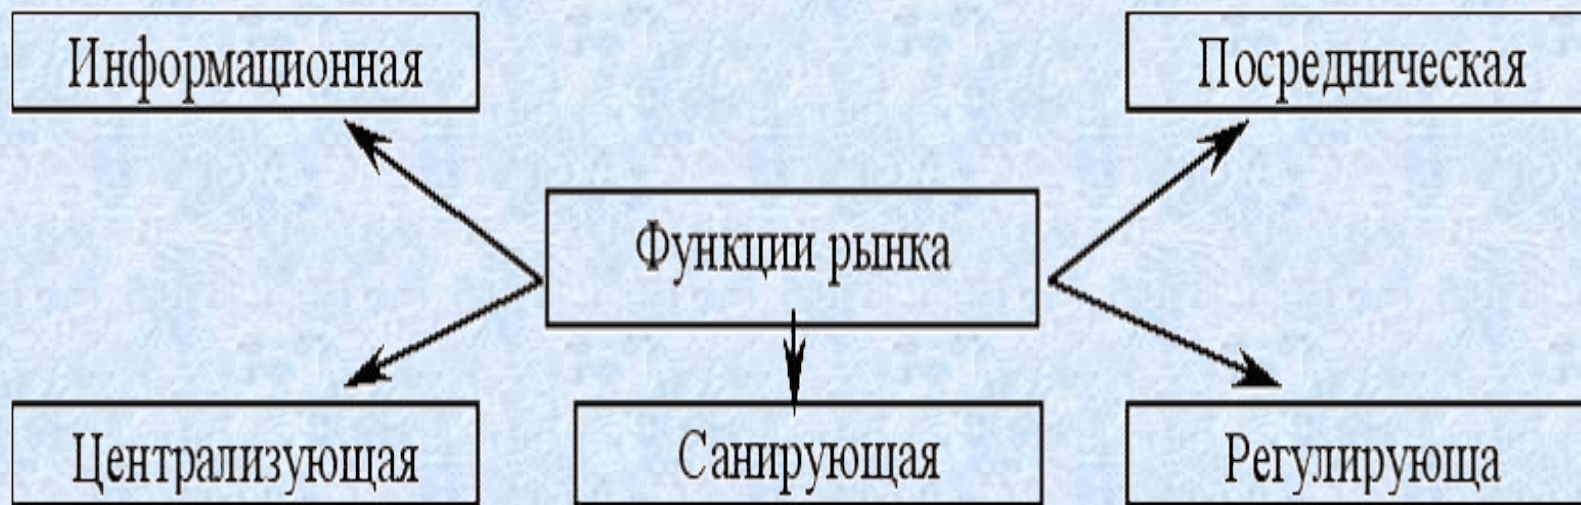 Информационная
Посредническая
Функции рынка
Централизующая
Санирующая
Регулирующа